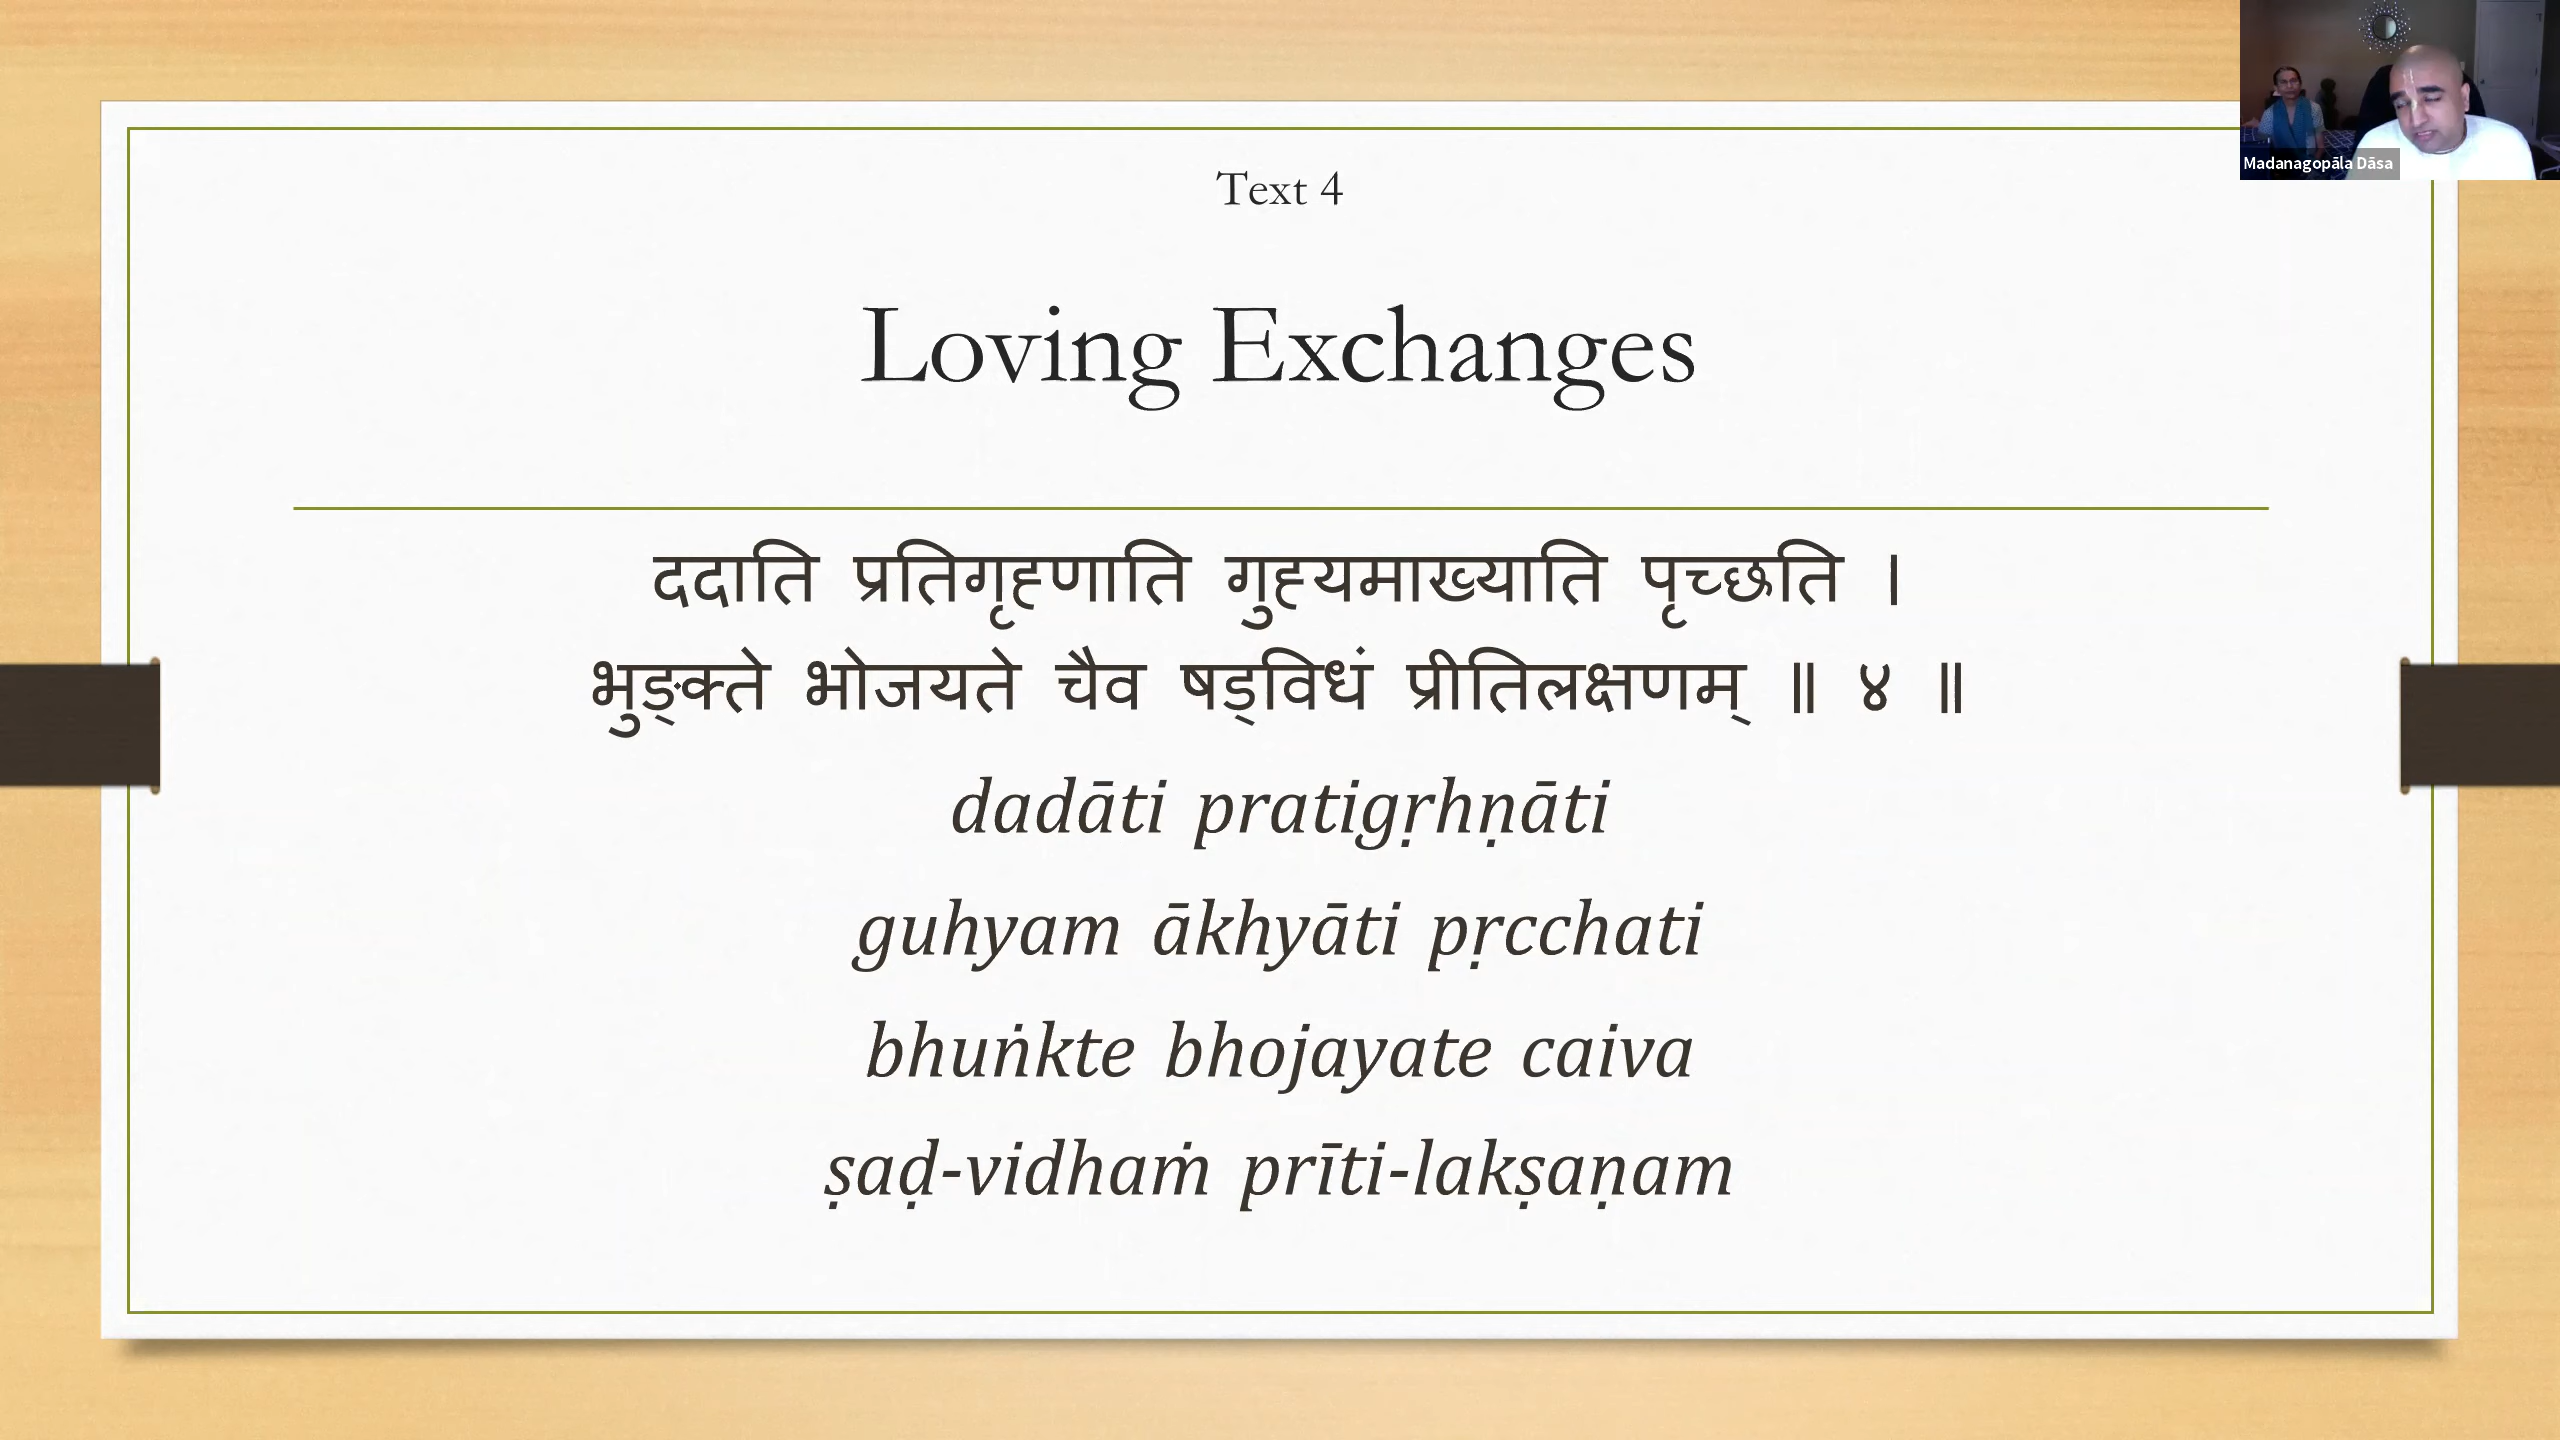 Madanagopāla Dāsa
Text 4
Loving Exchanges
ददाति प्रतिगृह्णाति गुह्यमाख्याति पृच्छति ।
भुङ्क्ते भोजयते चैव षड्विधं प्रीतिलक्षणम् ॥ ४ ॥
dadāti pratigṛhṇāti
guhyam ākhyāti pṛcchati
bhuṅkte bhojayate caiva
ṣaḍ-vidhaṁ prīti-lakṣaṇam